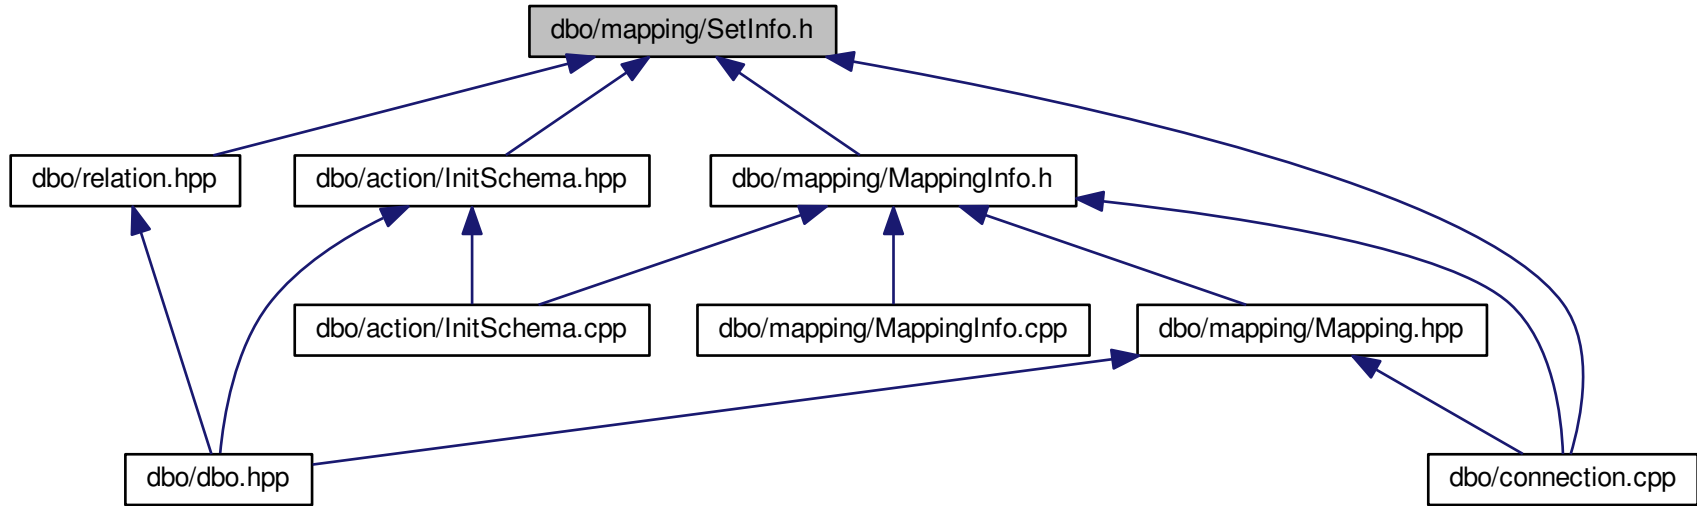 dbo/mapping/SetInfo.h
dbo/relation.hpp
dbo/action/InitSchema.hpp
dbo/mapping/MappingInfo.h
dbo/action/InitSchema.cpp
dbo/mapping/MappingInfo.cpp
dbo/mapping/Mapping.hpp
dbo/dbo.hpp
dbo/connection.cpp